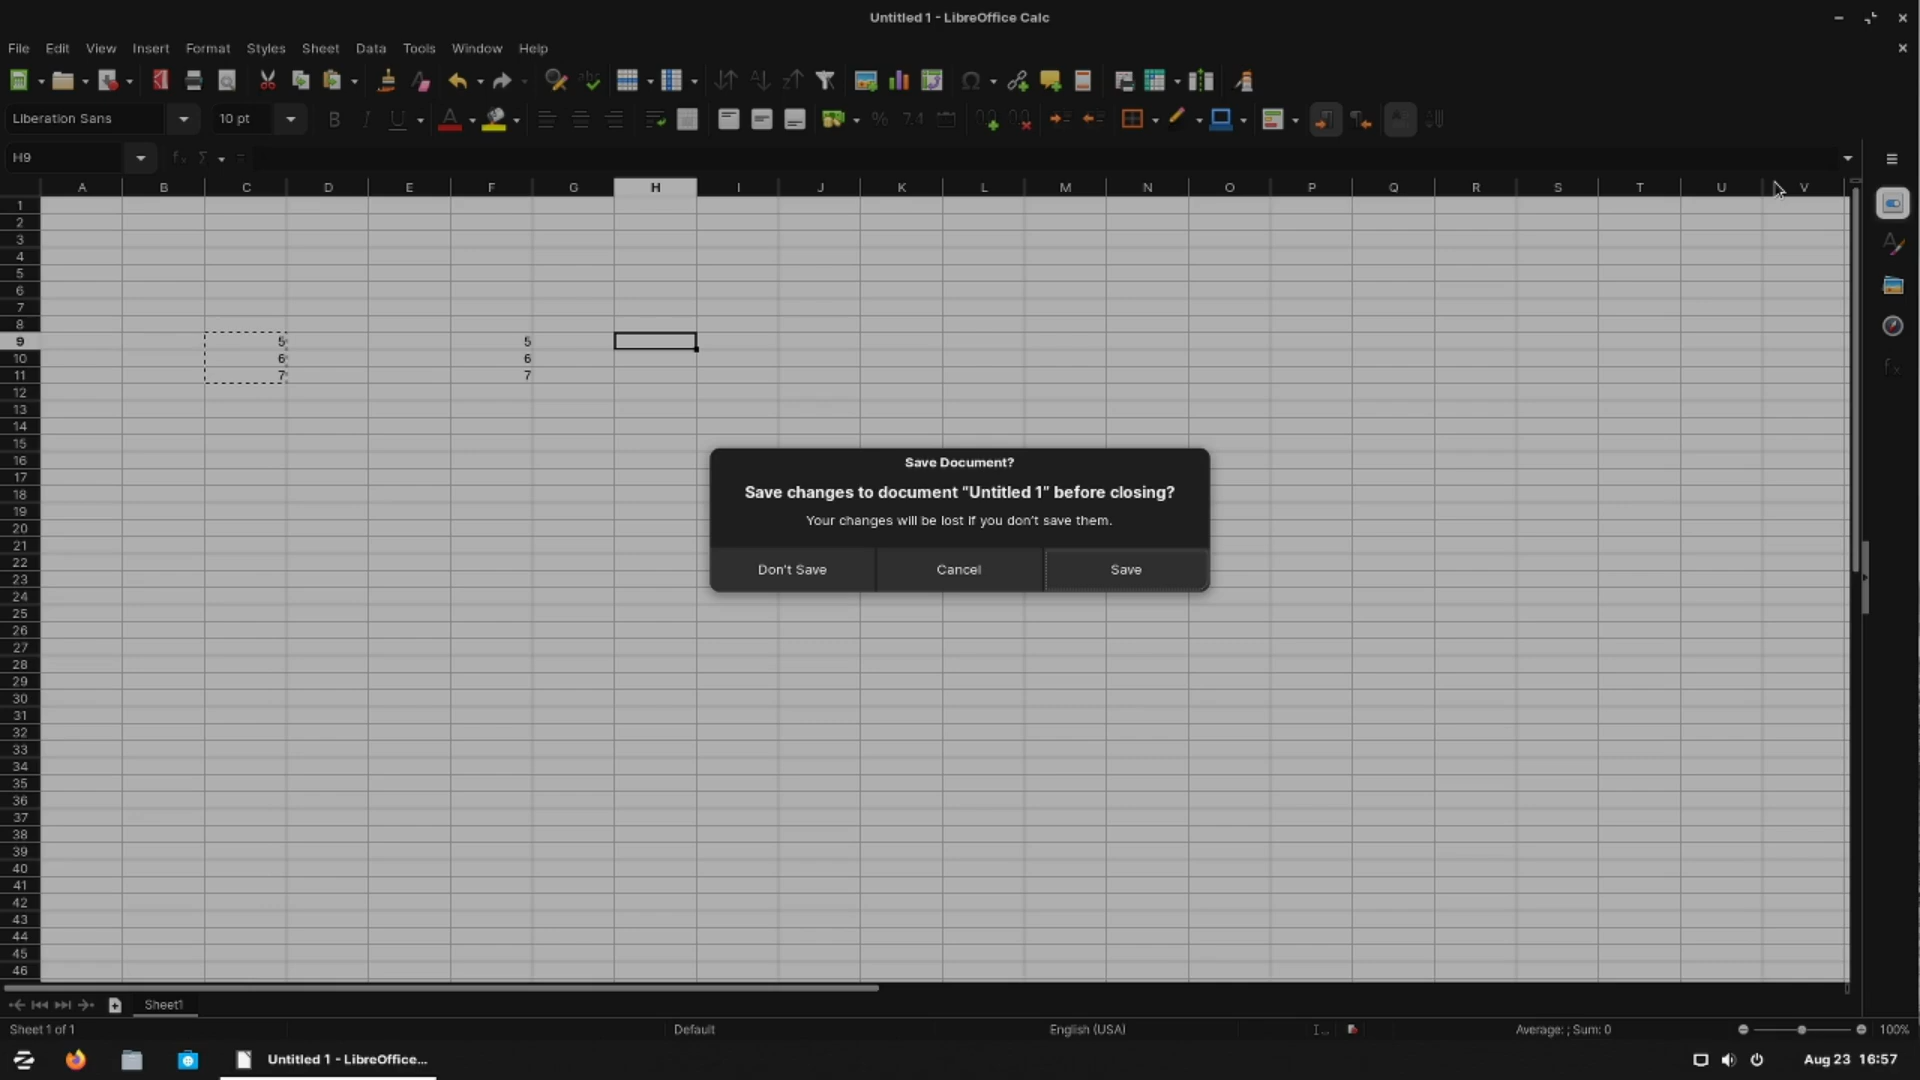 Untitled 1 - LibreOffice Calc
File Edit View Insert Format Styles Sheet Data Tools Window Help
Liberation Sans 10 pt
H9
A B C D E F G H I J K L M N O P Q R S T U V
1
2
3
4
5
6
7
8
9 5 5
10 6 6
11 7 7
12
13
14
15
16
17
18
19
20
21
22
23
24
25
26
27
28
29
30
31
32
33
34
35
36
37
38
39
40
41
42
43
44
45
46
Save Document?
Save changes to document “Untitled 1” before closing?
Your changes will be lost if you don’t save them.
Don’t Save Cancel Save
Sheet1
Sheet 1 of 1 Default English (USA) Average: ; Sum: 0 100%
Untitled 1 - LibreOffice... Aug 23 16:57